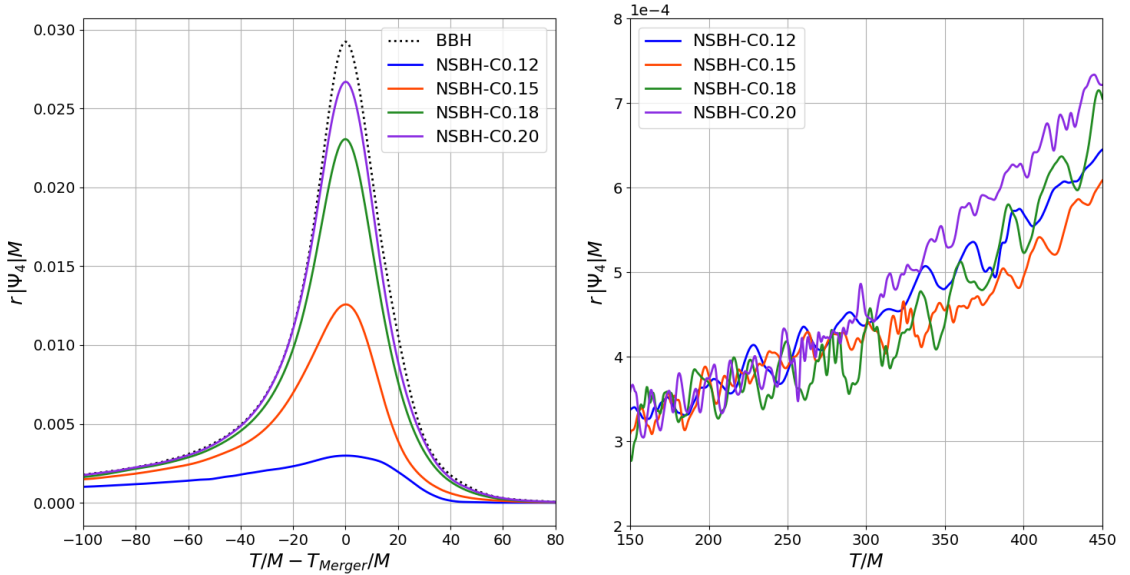 0.030
0.025
0.020
0.015
0.010
0.005
0.000
r |Ψ₄|M
BBH
NSBH-C0.12
NSBH-C0.15
NSBH-C0.18
NSBH-C0.20
−100 −80 −60 −40 −20 0 20 40 60 80
T/M − T_Merger/M
1e−4
8
7
6
5
4
3
2
r |Ψ₄|M
NSBH-C0.12
NSBH-C0.15
NSBH-C0.18
NSBH-C0.20
150 200 250 300 350 400 450
T/M